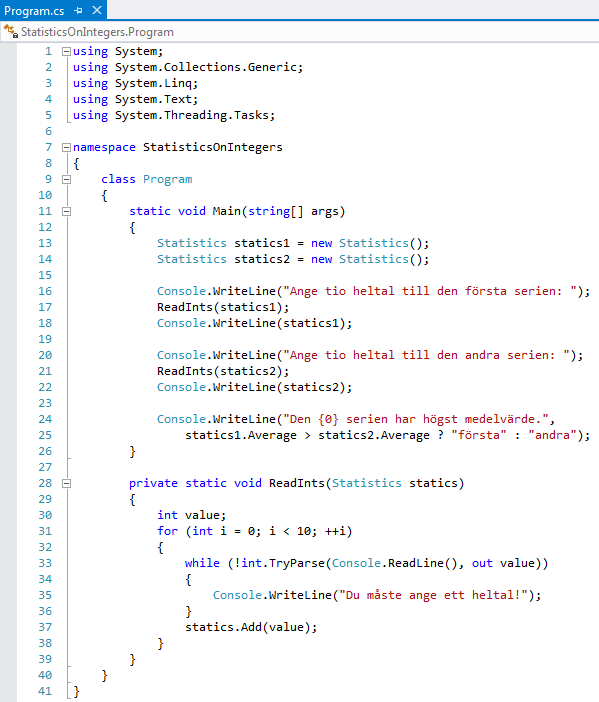 Program.cs
StatisticsOnIntegers.Program
1 using System;
2 using System.Collections.Generic;
3 using System.Linq;
4 using System.Text;
5 using System.Threading.Tasks;
6
7 namespace StatisticsOnIntegers
8 {
9     class Program
10     {
11         static void Main(string[] args)
12         {
13             Statistics statics1 = new Statistics();
14             Statistics statics2 = new Statistics();
15
16             Console.WriteLine("Ange tio heltal till den första serien: ");
17             ReadInts(statics1);
18             Console.WriteLine(statics1);
19
20             Console.WriteLine("Ange tio heltal till den andra serien: ");
21             ReadInts(statics2);
22             Console.WriteLine(statics2);
23
24             Console.WriteLine("Den {0} serien har högst medelvärde.",
25                 statics1.Average > statics2.Average ? "första" : "andra");
26         }
27
28         private static void ReadInts(Statistics statics)
29         {
30             int value;
31             for (int i = 0; i < 10; ++i)
32             {
33                 while (!int.TryParse(Console.ReadLine(), out value))
34                 {
35                     Console.WriteLine("Du måste ange ett heltal!");
36                 }
37                 statics.Add(value);
38             }
39         }
40     }
41 }